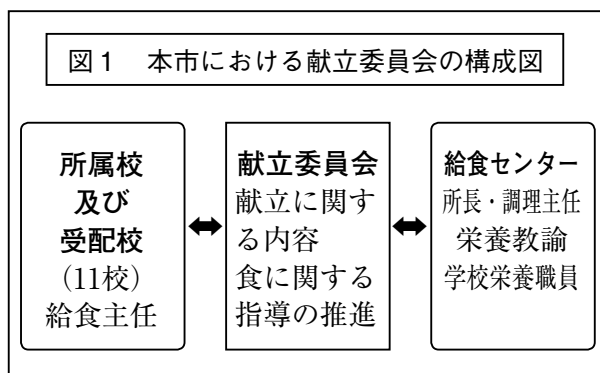 図1　本市における献立委員会の構成図
所属校
及び
受配校
(11校)
給食主任
献立委員会
献立に関す
る内容
食に関する
指導の推進
給食センター
所長・調理主任
栄養教諭
学校栄養職員